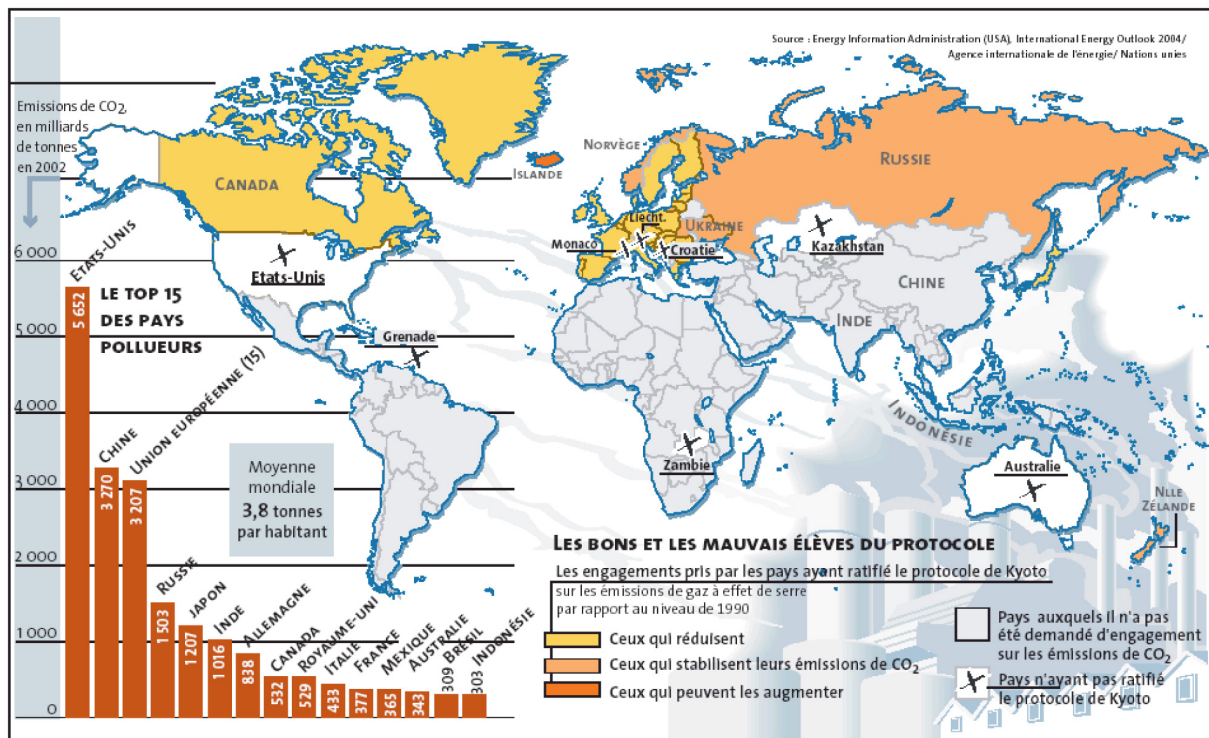 Source : Energy Information Administration (USA), International Energy Outlook 2004/
Agence internationale de l'énergie/ Nations unies
Emissions de CO2,
en milliards
de tonnes
en 2002
6 000
5 000
4 000
3 000
2 000
1 000
0
LE TOP 15
DES PAYS
POLLUEURS
ETATS-UNIS
5 652
CHINE
3 270
UNION EUROPÉENNE (15)
3 207
RUSSIE
1 503
JAPON
1 207
INDE
1 016
ALLEMAGNE
838
CANADA
532
ROYAUME-UNI
529
ITALIE
433
FRANCE
377
MEXIQUE
365
AUSTRALIE
343
BRÉSIL
309
INDONÉSIE
303
Moyenne
mondiale
3,8 tonnes
par habitant
CANADA
Etats-Unis
Grenade
ISLANDE
NORVÈGE
RUSSIE
Liecht.
UKRAINE
Monaco
Croatie
Kazakhstan
CHINE
INDE
INDONÉSIE
Zambie
Australie
NLLE
ZÉLANDE
LES BONS ET LES MAUVAIS ÉLÈVES DU PROTOCOLE
Les engagements pris par les pays ayant ratifié le protocole de Kyoto
sur les émissions de gaz à effet de serre
par rapport au niveau de 1990
Ceux qui réduisent
Ceux qui stabilisent leurs émissions de CO2
Ceux qui peuvent les augmenter
Pays auxquels il n'a pas
été demandé d'engagement
sur les émissions de CO2
Pays n'ayant pas ratifié
le protocole de Kyoto